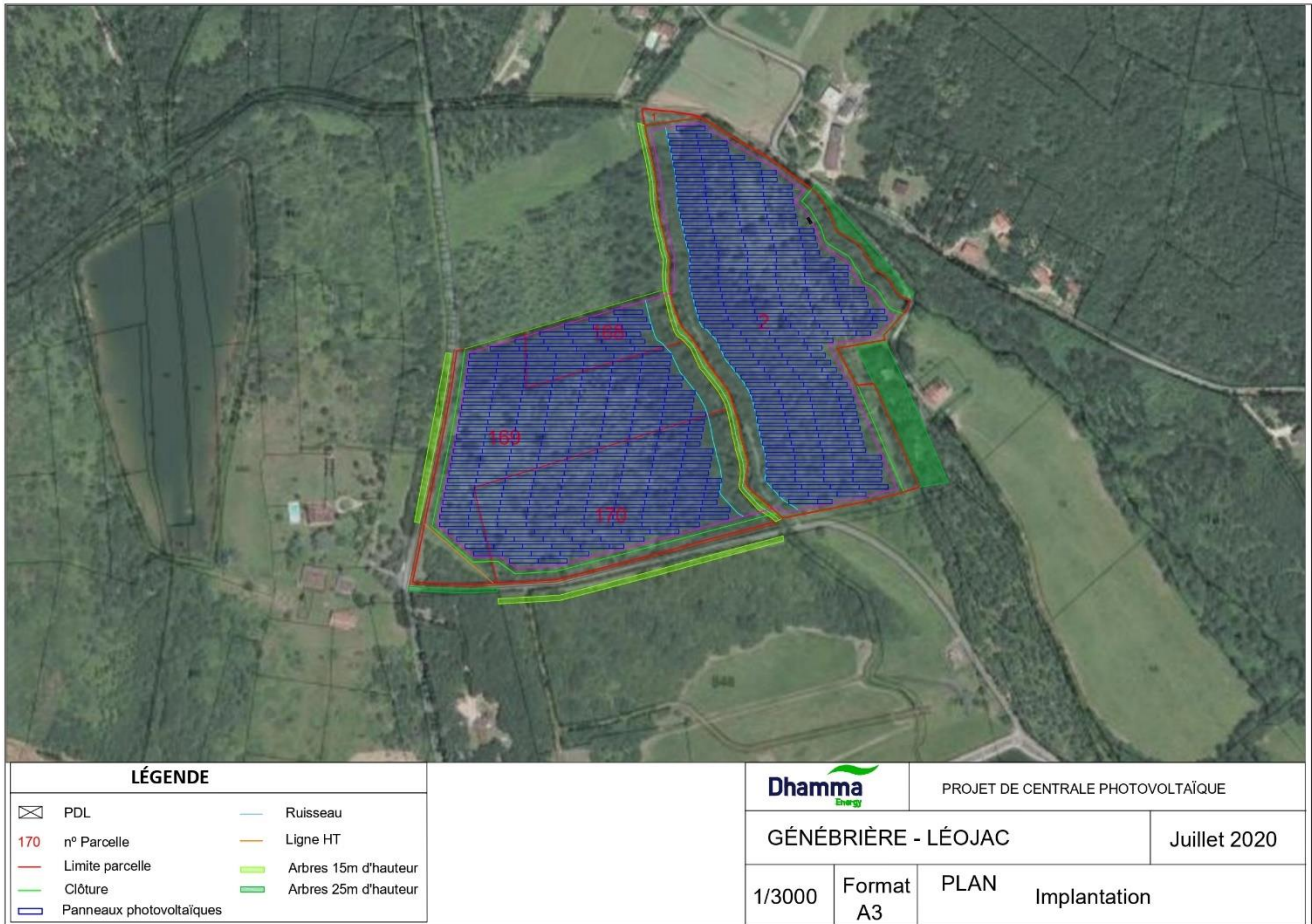 1
2
168
169
170
LÉGENDE
PDL
170 nº Parcelle
Limite parcelle
Clôture
Panneaux photovoltaïques
Ruisseau
Ligne HT
Arbres 15m d'hauteur
Arbres 25m d'hauteur
Dhamma
Energy
PROJET DE CENTRALE PHOTOVOLTAÏQUE
GÉNÉBRIÈRE - LÉOJAC
Juillet 2020
1/3000
Format
A3
PLAN
Implantation